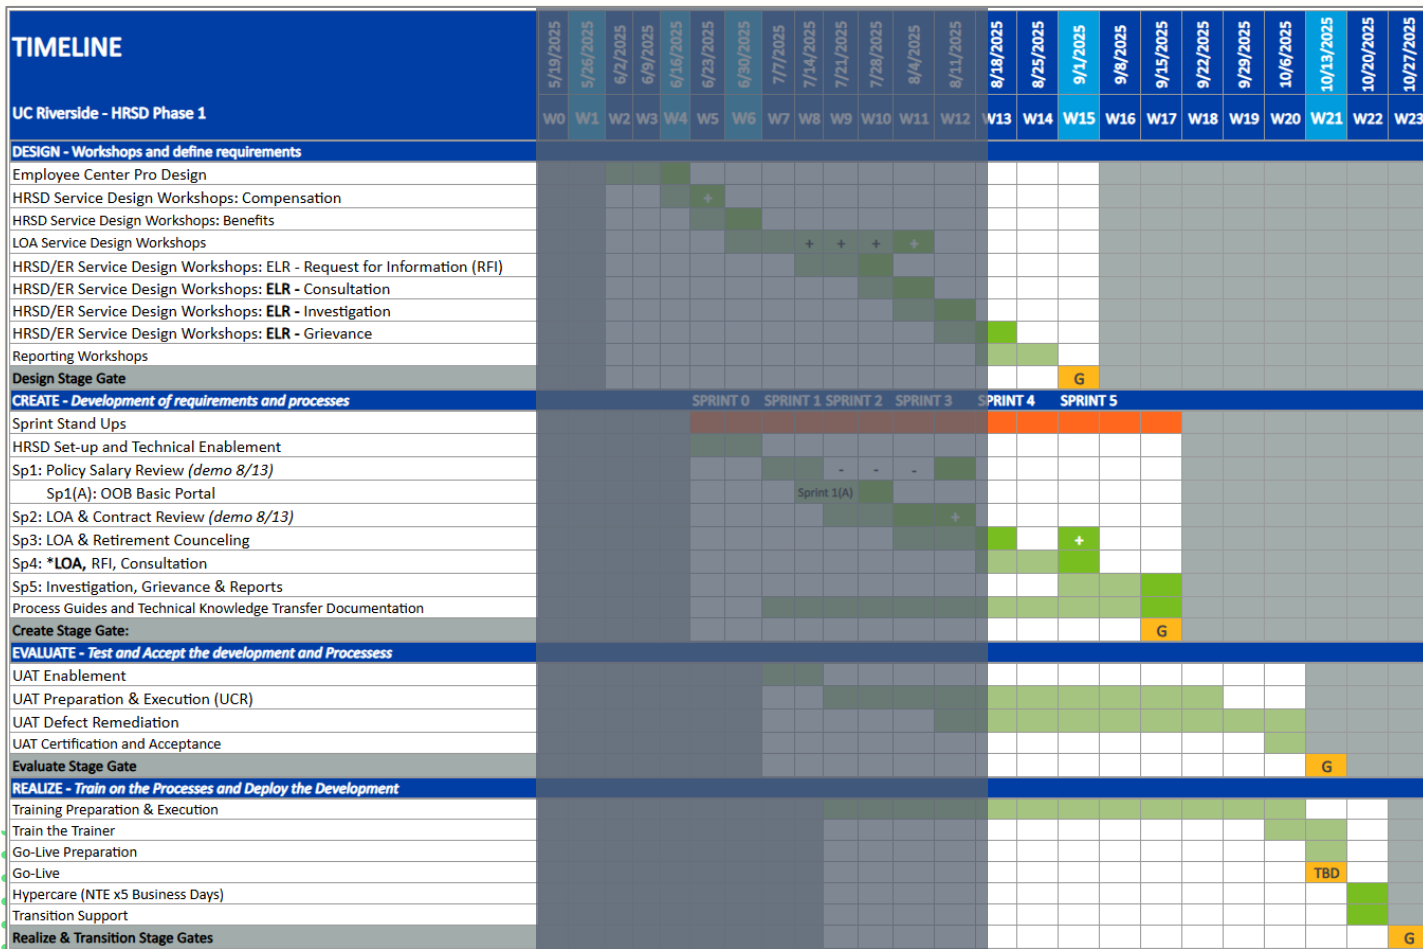 TIMELINE
UC Riverside - HRSD Phase 1
5/19/2025 5/26/2025 6/2/2025 6/9/2025 6/16/2025 6/23/2025 6/30/2025 7/7/2025 7/14/2025 7/21/2025 7/28/2025 8/4/2025 8/11/2025 8/18/2025 8/25/2025 9/1/2025 9/8/2025 9/15/2025 9/22/2025 9/29/2025 10/6/2025 10/13/2025 10/20/2025 10/27/2025
W0 W1 W2 W3 W4 W5 W6 W7 W8 W9 W10 W11 W12 W13 W14 W15 W16 W17 W18 W19 W20 W21 W22 W23
DESIGN - Workshops and define requirements
Employee Center Pro Design
HRSD Service Design Workshops: Compensation +
HRSD Service Design Workshops: Benefits
LOA Service Design Workshops + + + +
HRSD/ER Service Design Workshops: ELR - Request for Information (RFI)
HRSD/ER Service Design Workshops: ELR - Consultation
HRSD/ER Service Design Workshops: ELR - Investigation
HRSD/ER Service Design Workshops: ELR - Grievance
Reporting Workshops
Design Stage Gate G
CREATE - Development of requirements and processes SPRINT 0 SPRINT 1 SPRINT 2 SPRINT 3 SPRINT 4 SPRINT 5
Sprint Stand Ups
HRSD Set-up and Technical Enablement
Sp1: Policy Salary Review (demo 8/13) - - -
Sp1(A): OOB Basic Portal Sprint 1(A)
Sp2: LOA & Contract Review (demo 8/13) +
Sp3: LOA & Retirement Counceling +
Sp4: *LOA, RFI, Consultation
Sp5: Investigation, Grievance & Reports
Process Guides and Technical Knowledge Transfer Documentation
Create Stage Gate: G
EVALUATE - Test and Accept the development and Processess
UAT Enablement
UAT Preparation & Execution (UCR)
UAT Defect Remediation
UAT Certification and Acceptance
Evaluate Stage Gate G
REALIZE - Train on the Processes and Deploy the Development
Training Preparation & Execution
Train the Trainer
Go-Live Preparation
Go-Live TBD
Hypercare (NTE x5 Business Days)
Transition Support
Realize & Transition Stage Gates G